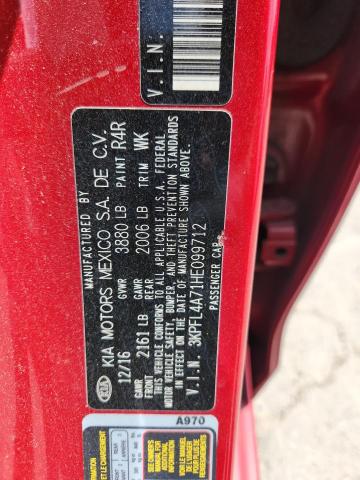 MANUFACTURED BY
KIA KIA MOTORS MEXICO S.A. DE C.V.
12/16 GVWR 3880 LB PAINT R4R
GAWR FRONT 2161 LB GAWR REAR 2006 LB TRIM WK
THIS VEHICLE CONFORMS TO ALL APPLICABLE U.S.A. FEDERAL
MOTOR VEHICLE SAFETY, BUMPER, AND THEFT PREVENTION STANDARDS
IN EFFECT ON THE DATE OF MANUFACTURE SHOWN ABOVE.
V.I.N. 3KPFL4A71HE099712
PASSENGER CAR
V.I.N.
A970